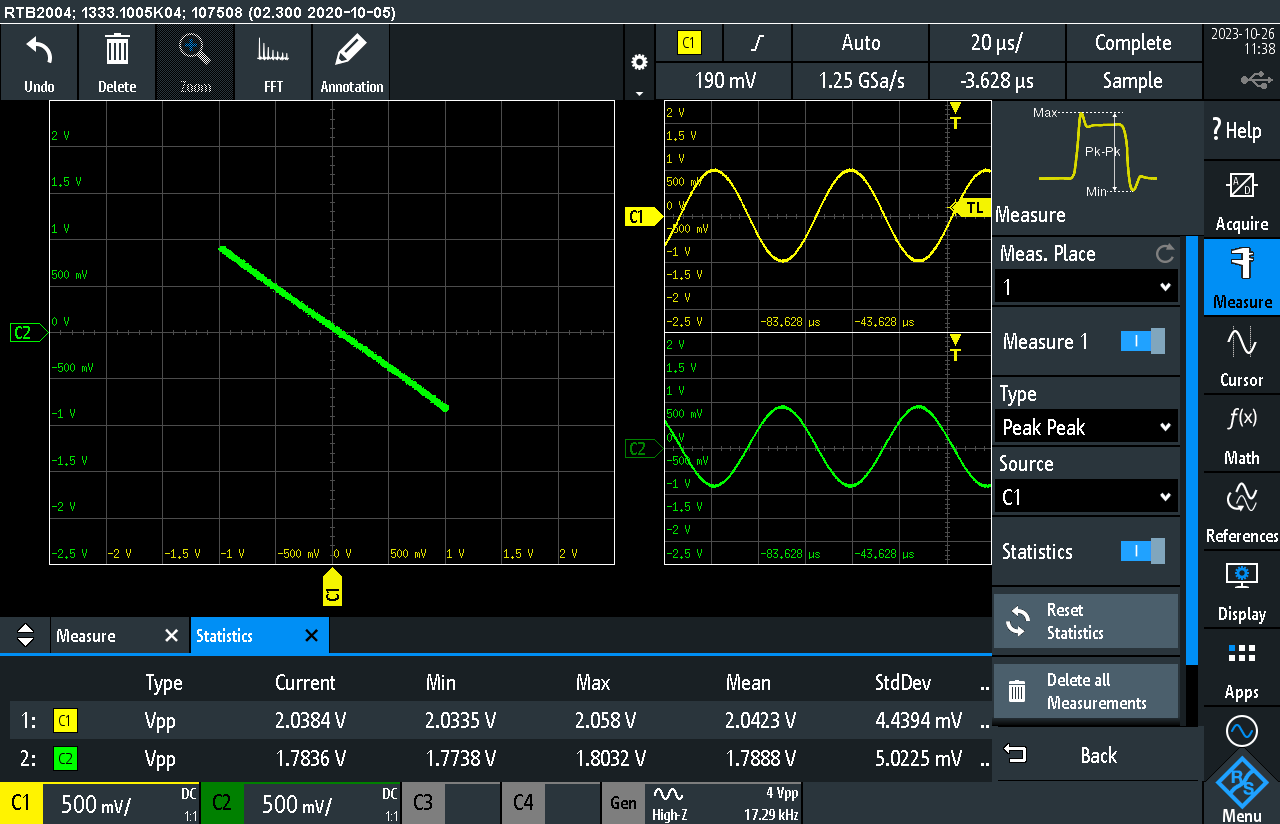 RTB2004; 1333.1005K04; 107508 (02.300 2020-10-05)
Undo
Delete
Zoom
FFT
Annotation
C1
Auto
20 µs/
Complete
190 mV
1.25 GSa/s
-3.628 µs
Sample
2023-10-26
11:38
2 V
1.5 V
1 V
500 mV
0 V
-500 mV
-1 V
-1.5 V
-2 V
-2.5 V
-2 V
-1.5 V
-1 V
-500 mV
0 V
500 mV
1 V
1.5 V
2 V
C2
C1
2 V
1.5 V
1 V
500 mV
0 V
-500 mV
-1 V
-1.5 V
-2 V
-2.5 V
-83.628 µs
-43.628 µs
T
TL
C1
2 V
1.5 V
1 V
500 mV
0 V
-500 mV
-1 V
-1.5 V
-2 V
-2.5 V
-83.628 µs
-43.628 µs
T
C2
Max
Pk-Pk
Min
Measure
Meas. Place
1
Measure 1
Type
Peak Peak
Source
C1
Statistics
Reset
Statistics
Delete all
Measurements
Back
? Help
A/D
Acquire
Measure
Cursor
f(x)
Math
References
Display
Apps
R&S
Menu
Measure
Statistics
Type Current Min Max Mean StdDev ..
1: C1 Vpp 2.0384 V 2.0335 V 2.058 V 2.0423 V 4.4394 mV ..
2: C2 Vpp 1.7836 V 1.7738 V 1.8032 V 1.7888 V 5.0225 mV ..
C1 500 mV/ DC 1:1
C2 500 mV/ DC 1:1
C3
C4
Gen
High-Z
4 Vpp
17.29 kHz